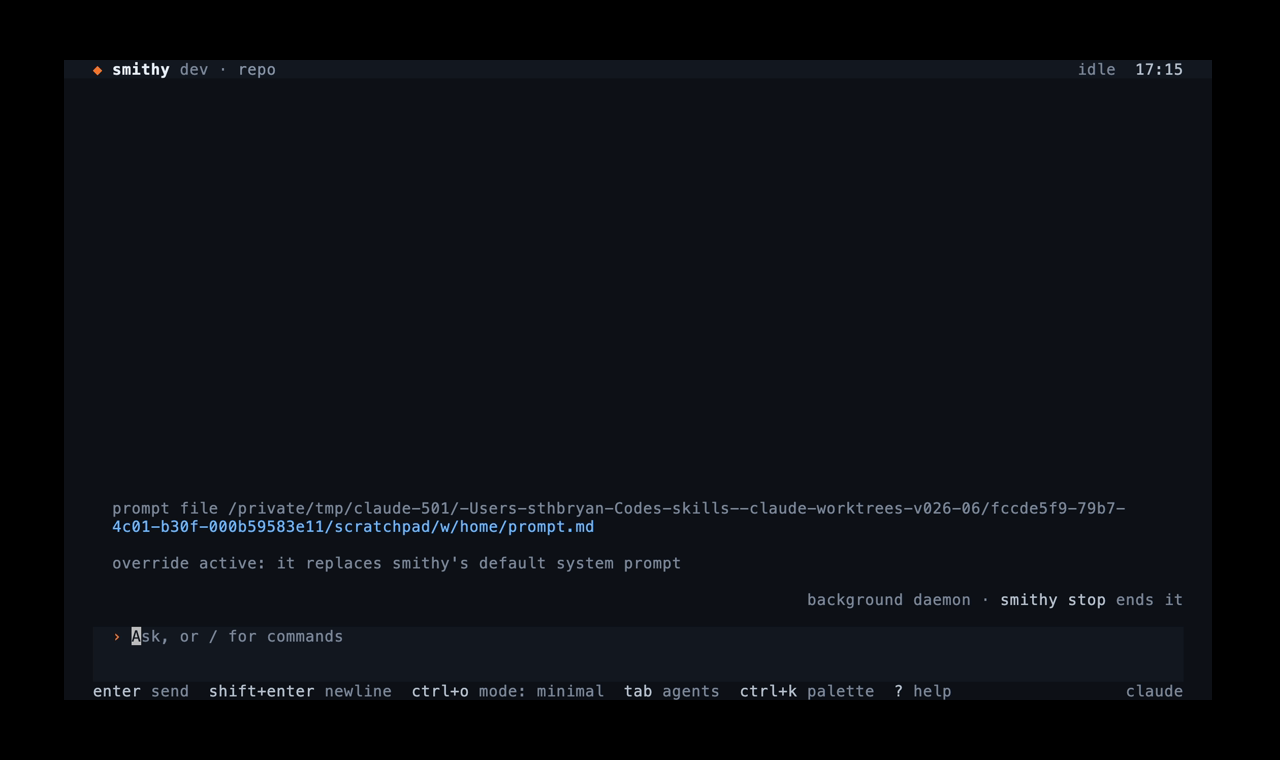 ◆ smithy dev · repo idle 17:15
prompt file /private/tmp/claude-501/-Users-sthbryan-Codes-skills--claude-worktrees-v026-06/fccde5f9-79b7-
4c01-b30f-000b59583e11/scratchpad/w/home/prompt.md
override active: it replaces smithy's default system prompt
background daemon · smithy stop ends it
› Ask, or / for commands
enter send shift+enter newline ctrl+o mode: minimal tab agents ctrl+k palette ? help claude